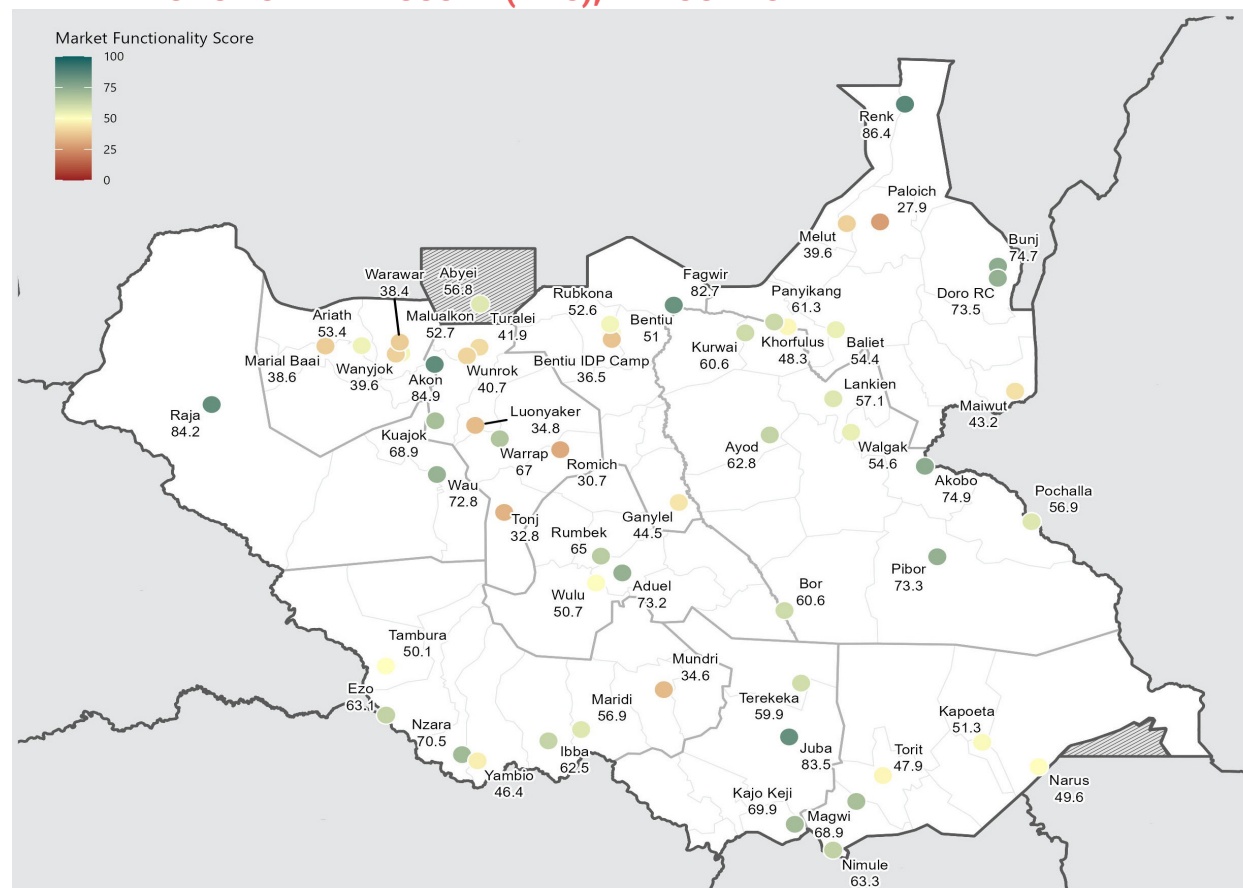 Market Functionality Score
100
75
50
25
0
Renk
86.4
Paloich
27.9
Melut
39.6
Bunj
74.7
Doro RC
73.5
Warawar
38.4
Abyei
56.8
Fagwir
82.7
Rubkona
52.6
Panyikang
61.3
Ariath
53.4
Malualkon
52.7
Turalei
41.9
Bentiu
51
Khorfulus
48.3
Baliet
54.4
Kurwai
60.6
Marial Baai
38.6
Wanyjok
39.6
Bentiu IDP Camp
36.5
Wunrok
40.7
Akon
84.9
Lankien
57.1
Maiwut
43.2
Raja
84.2
Luonyaker
34.8
Kuajok
68.9
Warrap
67
Ayod
62.8
Walgak
54.6
Romich
30.7
Akobo
74.9
Wau
72.8
Pochalla
56.9
Tonj
32.8
Ganylel
44.5
Rumbek
65
Pibor
73.3
Bor
60.6
Wulu
50.7
Aduel
73.2
Tambura
50.1
Mundri
34.6
Ezo
63.1
Maridi
56.9
Terekeka
59.9
Kapoeta
51.3
Nzara
70.5
Ibba
62.5
Juba
83.5
Torit
47.9
Yambio
46.4
Narus
49.6
Kajo Keji
69.9
Magwi
68.9
Nimule
63.3